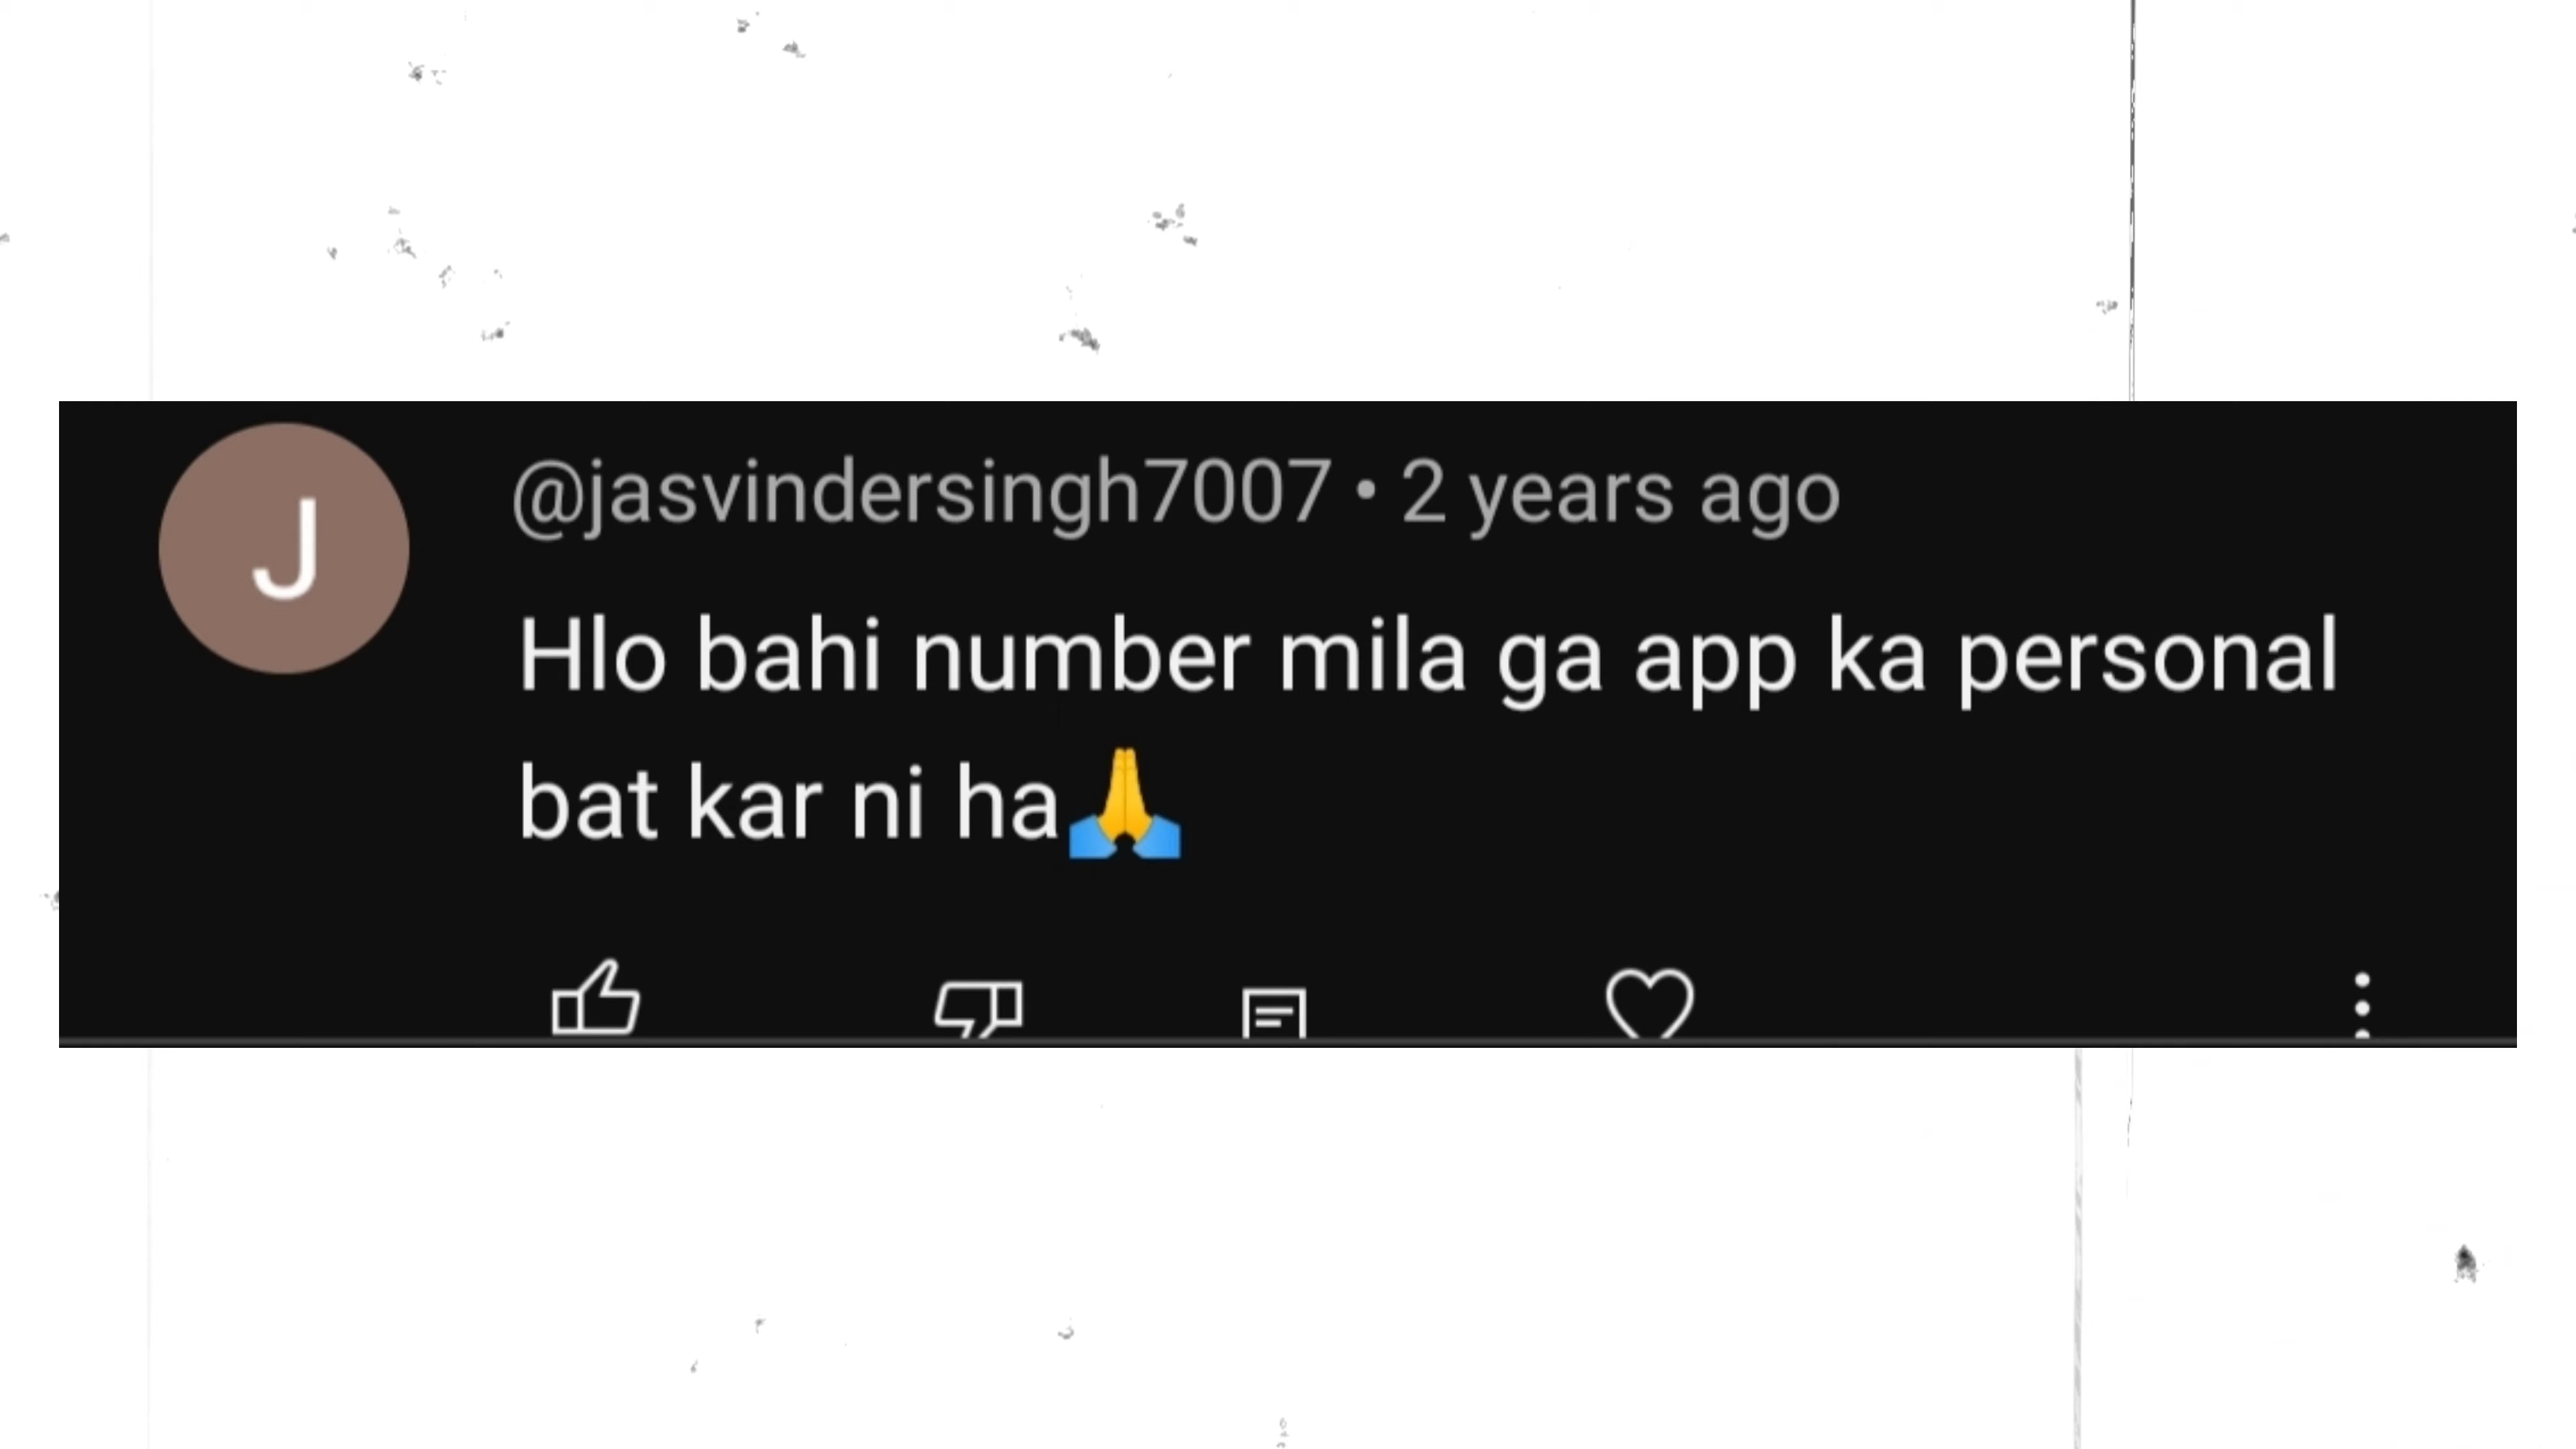 J
@jasvindersingh7007 • 2 years ago
Hlo bahi number mila ga app ka personal
bat kar ni ha🙏